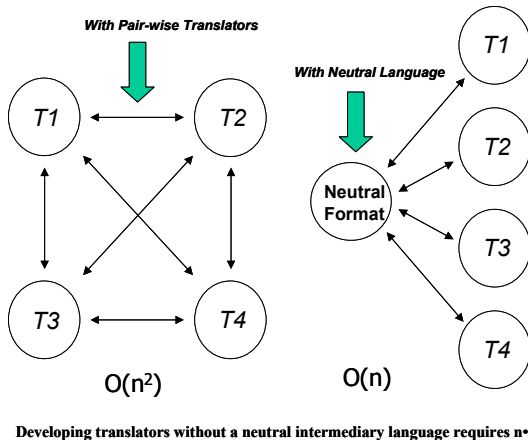 With Pair-wise Translators
T1
T2
T3
T4
O(n²)
With Neutral Language
Neutral
Format
T1
T2
T3
T4
O(n)
Developing translators without a neutral intermediary language requires n•